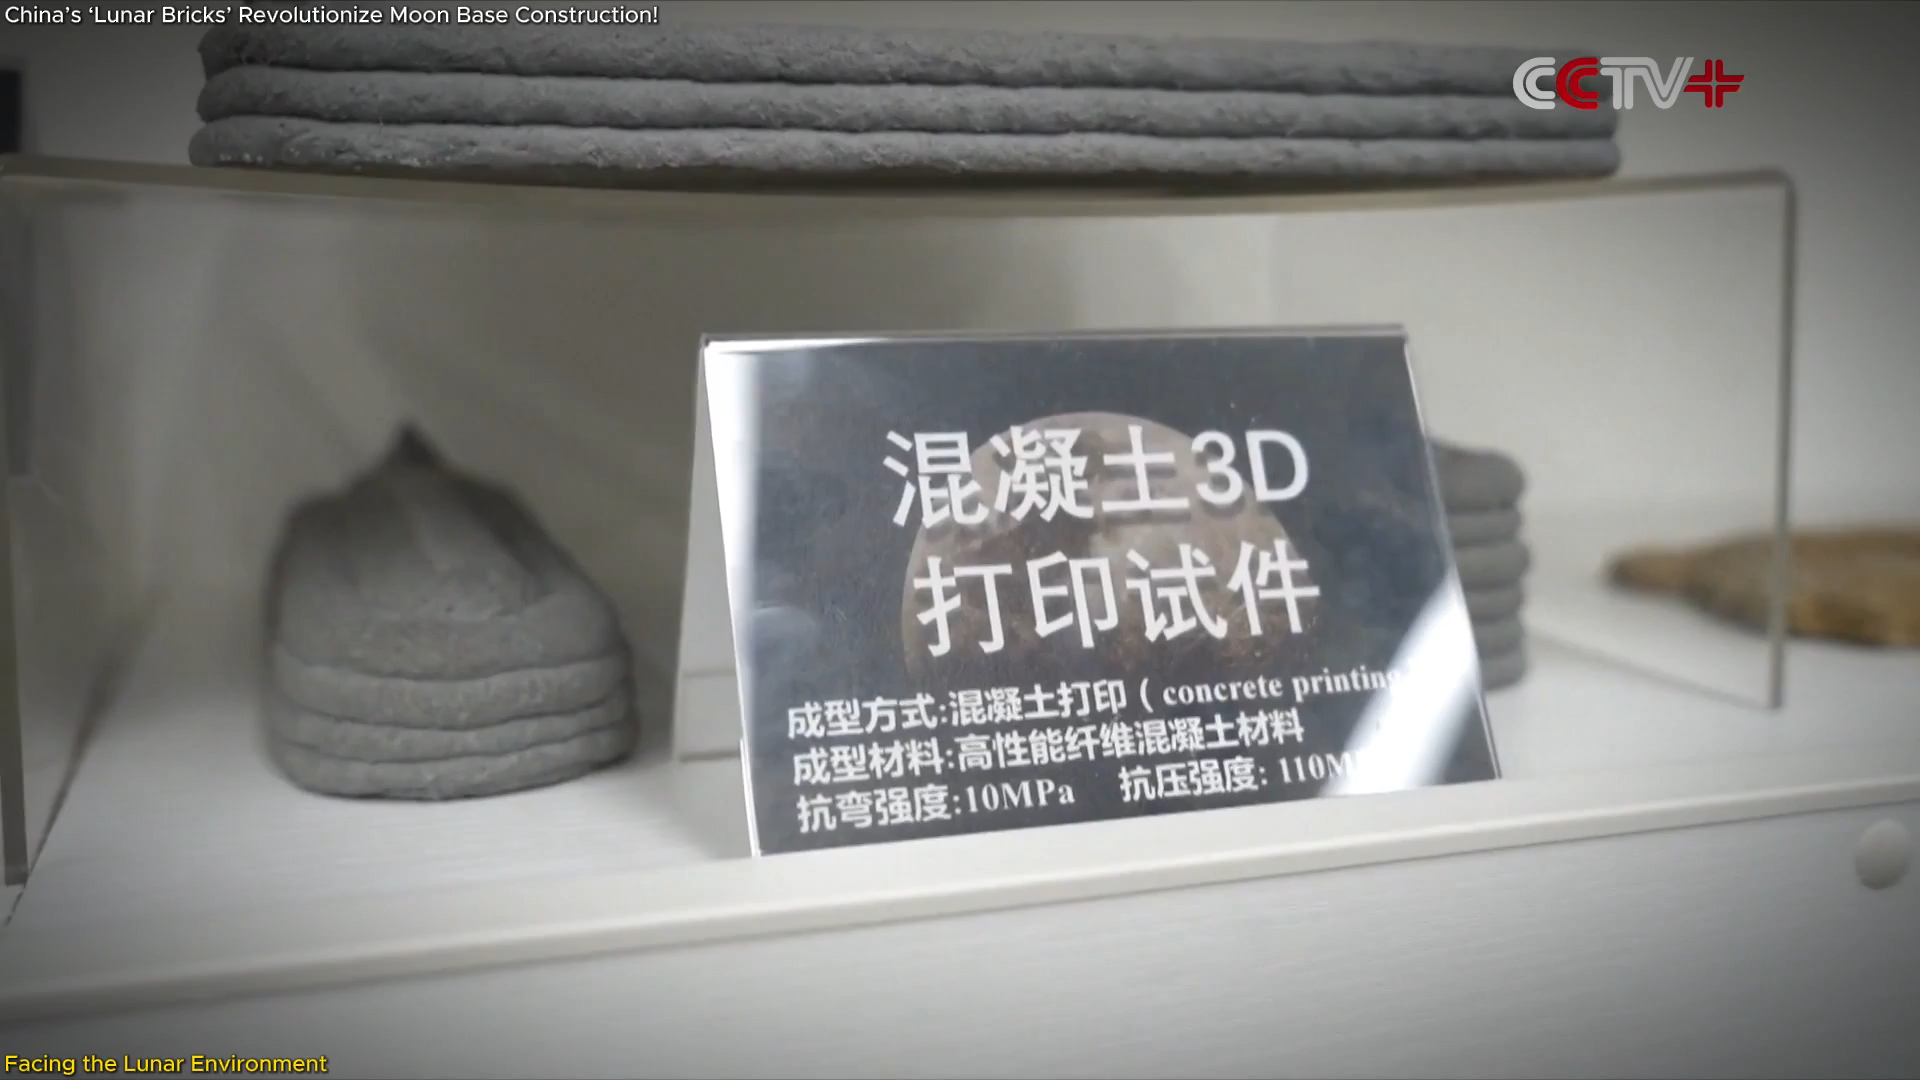 China's ‘Lunar Bricks’ Revolutionize Moon Base Construction!
CCTV+
混凝土3D
打印试件
成型方式:混凝土打印 ( concrete printing
成型材料:高性能纤维混凝土材料
抗弯强度:10MPa 抗压强度: 110M
Facing the Lunar Environment